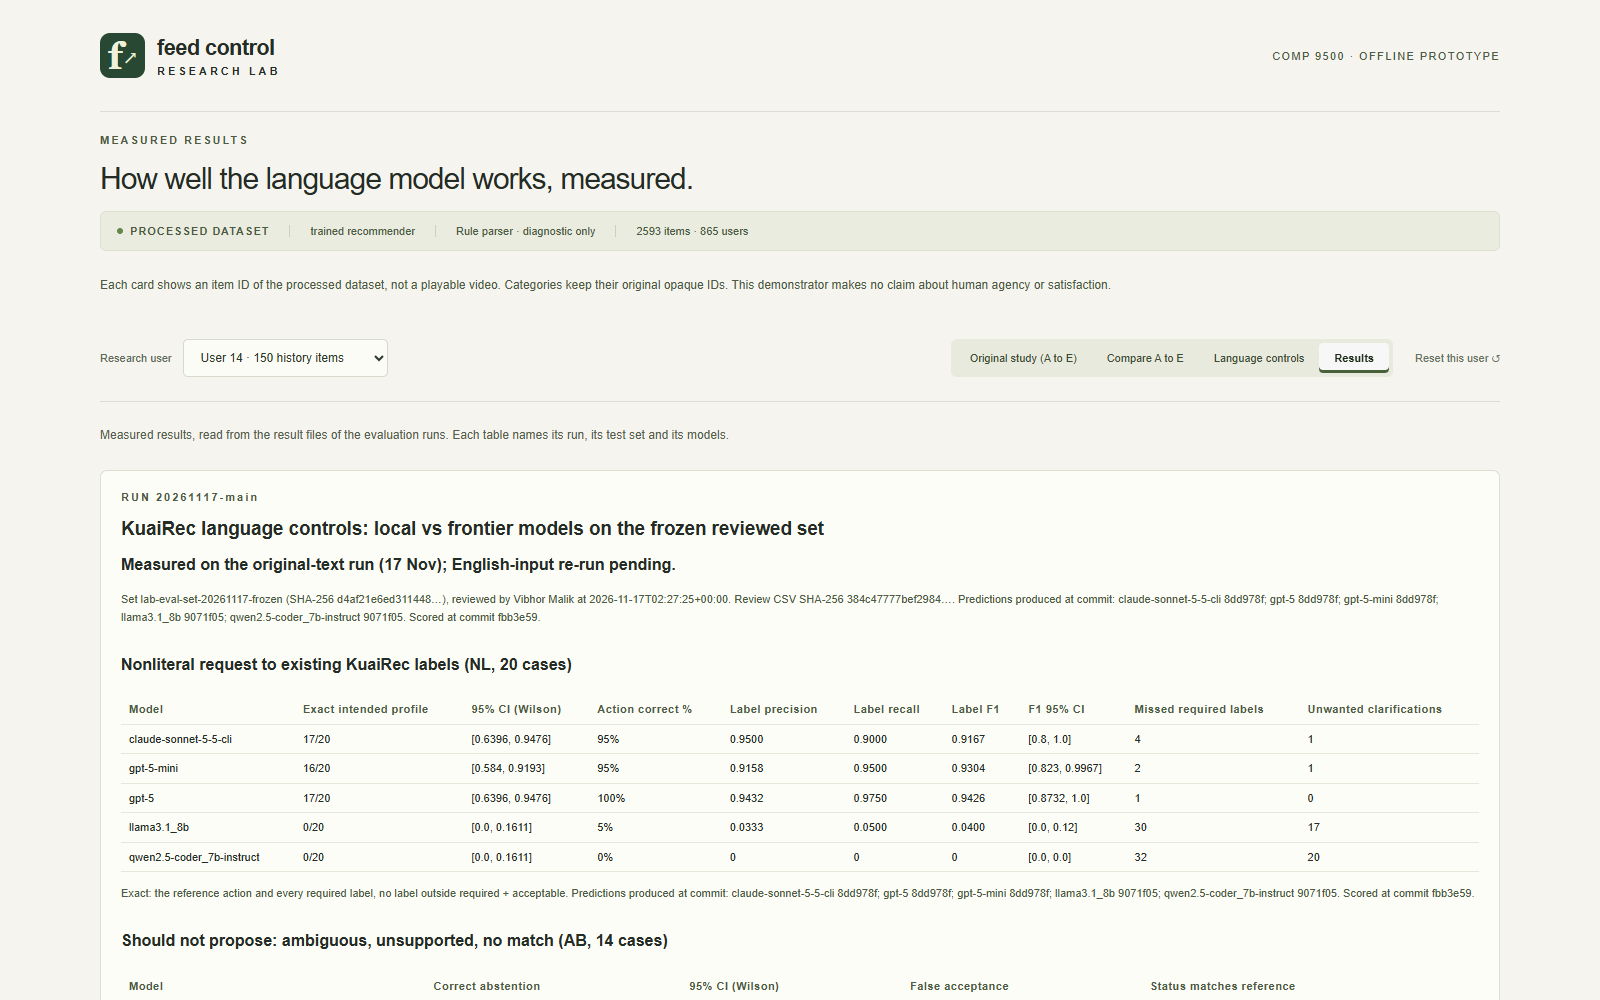 f↗
feed control
RESEARCH LAB
COMP 9500 · OFFLINE PROTOTYPE
MEASURED RESULTS
How well the language model works, measured.
PROCESSED DATASET trained recommender Rule parser · diagnostic only 2593 items · 865 users
Each card shows an item ID of the processed dataset, not a playable video. Categories keep their original opaque IDs. This demonstrator makes no claim about human agency or satisfaction.
Research user User 14 · 150 history items Original study (A to E) Compare A to E Language controls Results Reset this user ↺
Measured results, read from the result files of the evaluation runs. Each table names its run, its test set and its models.
RUN 20261117-main
KuaiRec language controls: local vs frontier models on the frozen reviewed set
Measured on the original-text run (17 Nov); English-input re-run pending.
Set lab-eval-set-20261117-frozen (SHA-256 d4af21e6ed311448…), reviewed by Vibhor Malik at 2026-11-17T02:27:25+00:00. Review CSV SHA-256 384c47777bef2984…. Predictions produced at commit: claude-sonnet-5-5-cli 8dd978f; gpt-5 8dd978f; gpt-5-mini 8dd978f;
llama3.1_8b 9071f05; qwen2.5-coder_7b-instruct 9071f05. Scored at commit fbb3e59.
Nonliteral request to existing KuaiRec labels (NL, 20 cases)
Model Exact intended profile 95% CI (Wilson) Action correct % Label precision Label recall Label F1 F1 95% CI Missed required labels Unwanted clarifications
claude-sonnet-5-5-cli 17/20 [0.6396, 0.9476] 95% 0.9500 0.9000 0.9167 [0.8, 1.0] 4 1
gpt-5-mini 16/20 [0.584, 0.9193] 95% 0.9158 0.9500 0.9304 [0.823, 0.9967] 2 1
gpt-5 17/20 [0.6396, 0.9476] 100% 0.9432 0.9750 0.9426 [0.8732, 1.0] 1 0
llama3.1_8b 0/20 [0.0, 0.1611] 5% 0.0333 0.0500 0.0400 [0.0, 0.12] 30 17
qwen2.5-coder_7b-instruct 0/20 [0.0, 0.1611] 0% 0 0 0 [0.0, 0.0] 32 20
Exact: the reference action and every required label, no label outside required + acceptable. Predictions produced at commit: claude-sonnet-5-5-cli 8dd978f; gpt-5 8dd978f; gpt-5-mini 8dd978f; llama3.1_8b 9071f05; qwen2.5-coder_7b-instruct 9071f05. Scored at commit fbb3e59.
Should not propose: ambiguous, unsupported, no match (AB, 14 cases)
Model Correct abstention 95% CI (Wilson) False acceptance Status matches reference